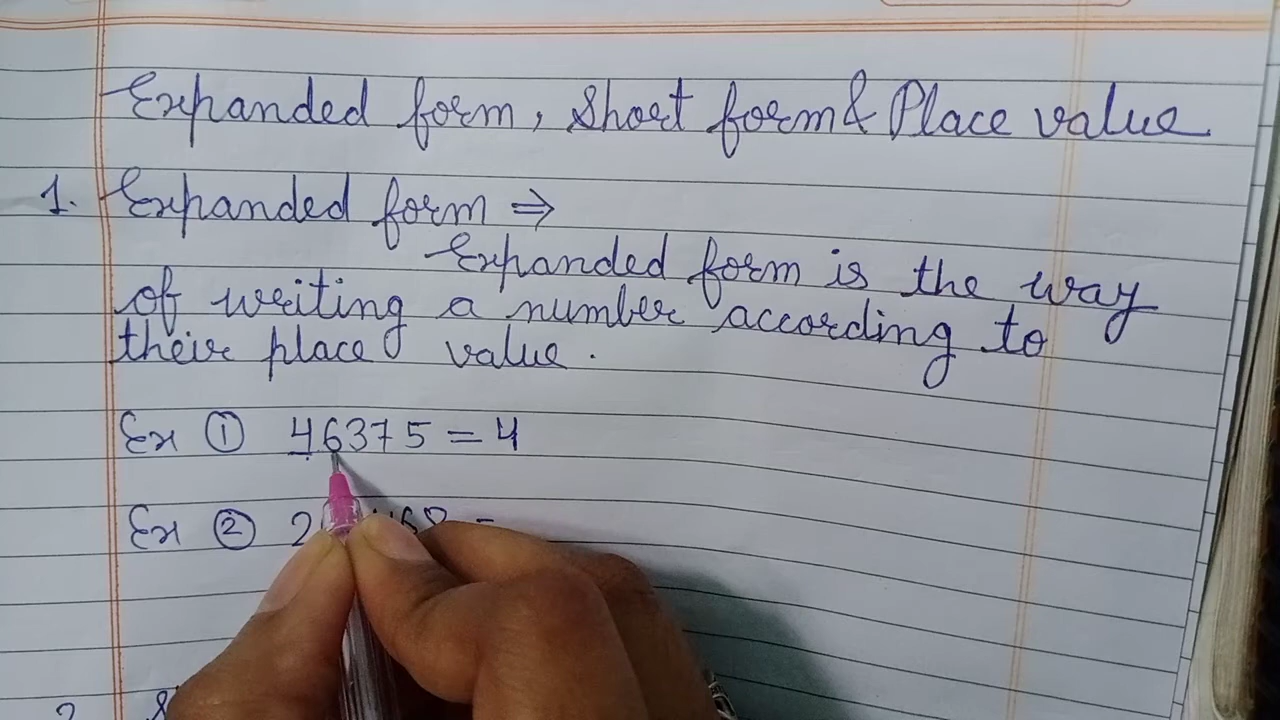 Expanded form, Short form & Place value
1. Expanded form ⇒
Expanded form is the way
of writing a number according to
their place value.
Ex ① 46375 = 4
Ex ②